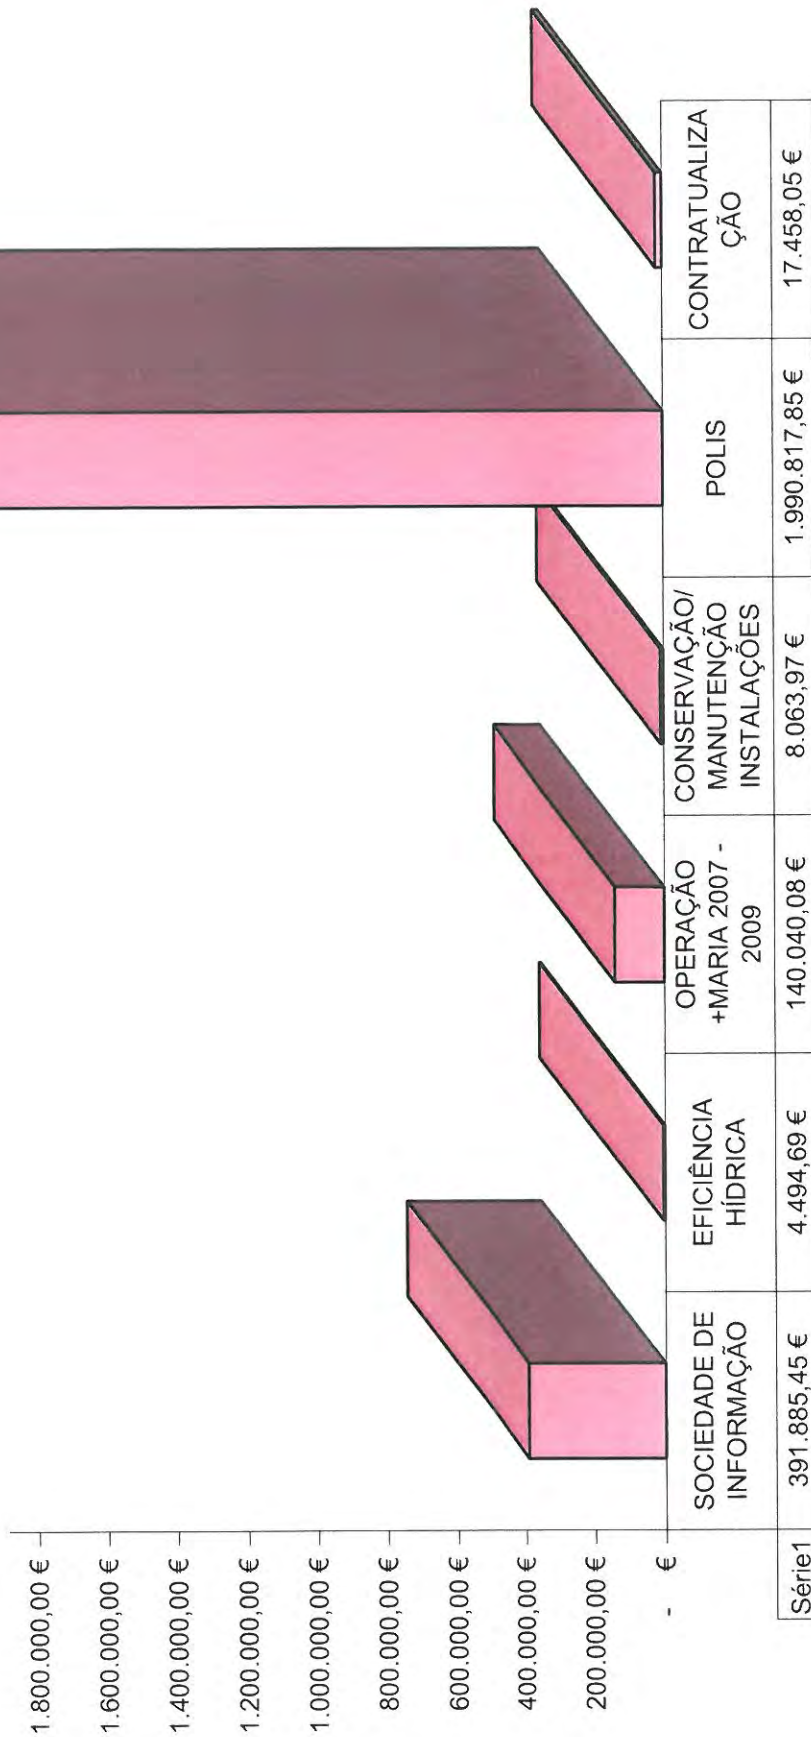 1.800.000,00 €
1.600.000,00 €
1.400.000,00 €
1.200.000,00 €
1.000.000,00 €
800.000,00 €
600.000,00 €
400.000,00 €
200.000,00 €
- €
SOCIEDADE DE
INFORMAÇÃO
EFICIÊNCIA
HÍDRICA
OPERAÇÃO
+MARIA 2007 -
2009
CONSERVAÇÃO/
MANUTENÇÃO
INSTALAÇÕES
POLIS
CONTRATUALIZA
ÇÃO
Série1
391.885,45 €
4.494,69 €
140.040,08 €
8.063,97 €
1.990.817,85 €
17.458,05 €